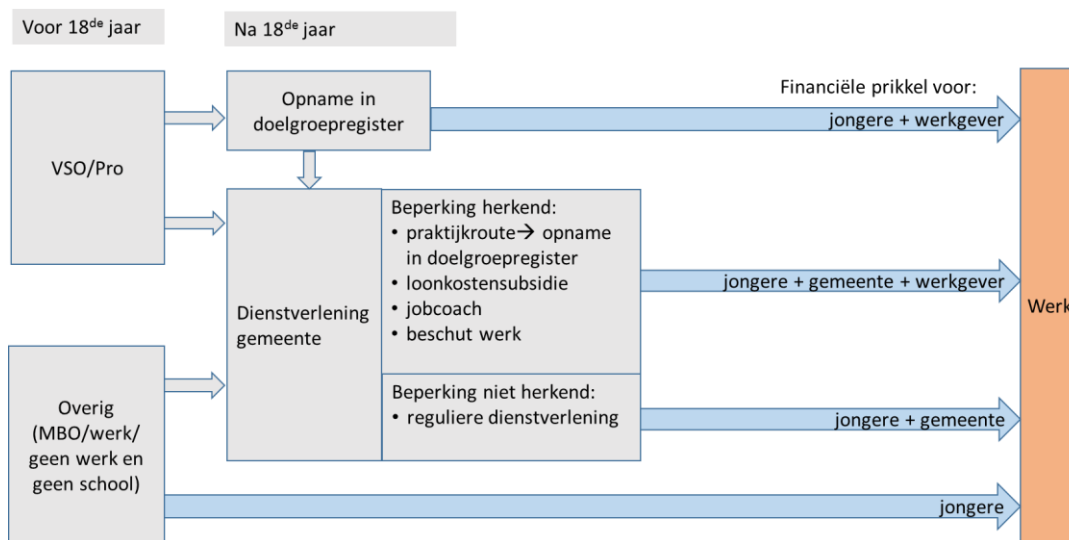 Voor 18de jaar
Na 18de jaar
Opname in
doelgroepregister
Financiële prikkel voor:
jongere + werkgever
VSO/Pro
Dienstverlening
gemeente
Beperking herkend:
• praktijkroute→ opname
in doelgroepregister
• loonkostensubsidie
• jobcoach
• beschut werk
jongere + gemeente + werkgever
Werk
Beperking niet herkend:
• reguliere dienstverlening
jongere + gemeente
Overig
(MBO/werk/
geen werk en
geen school)
jongere